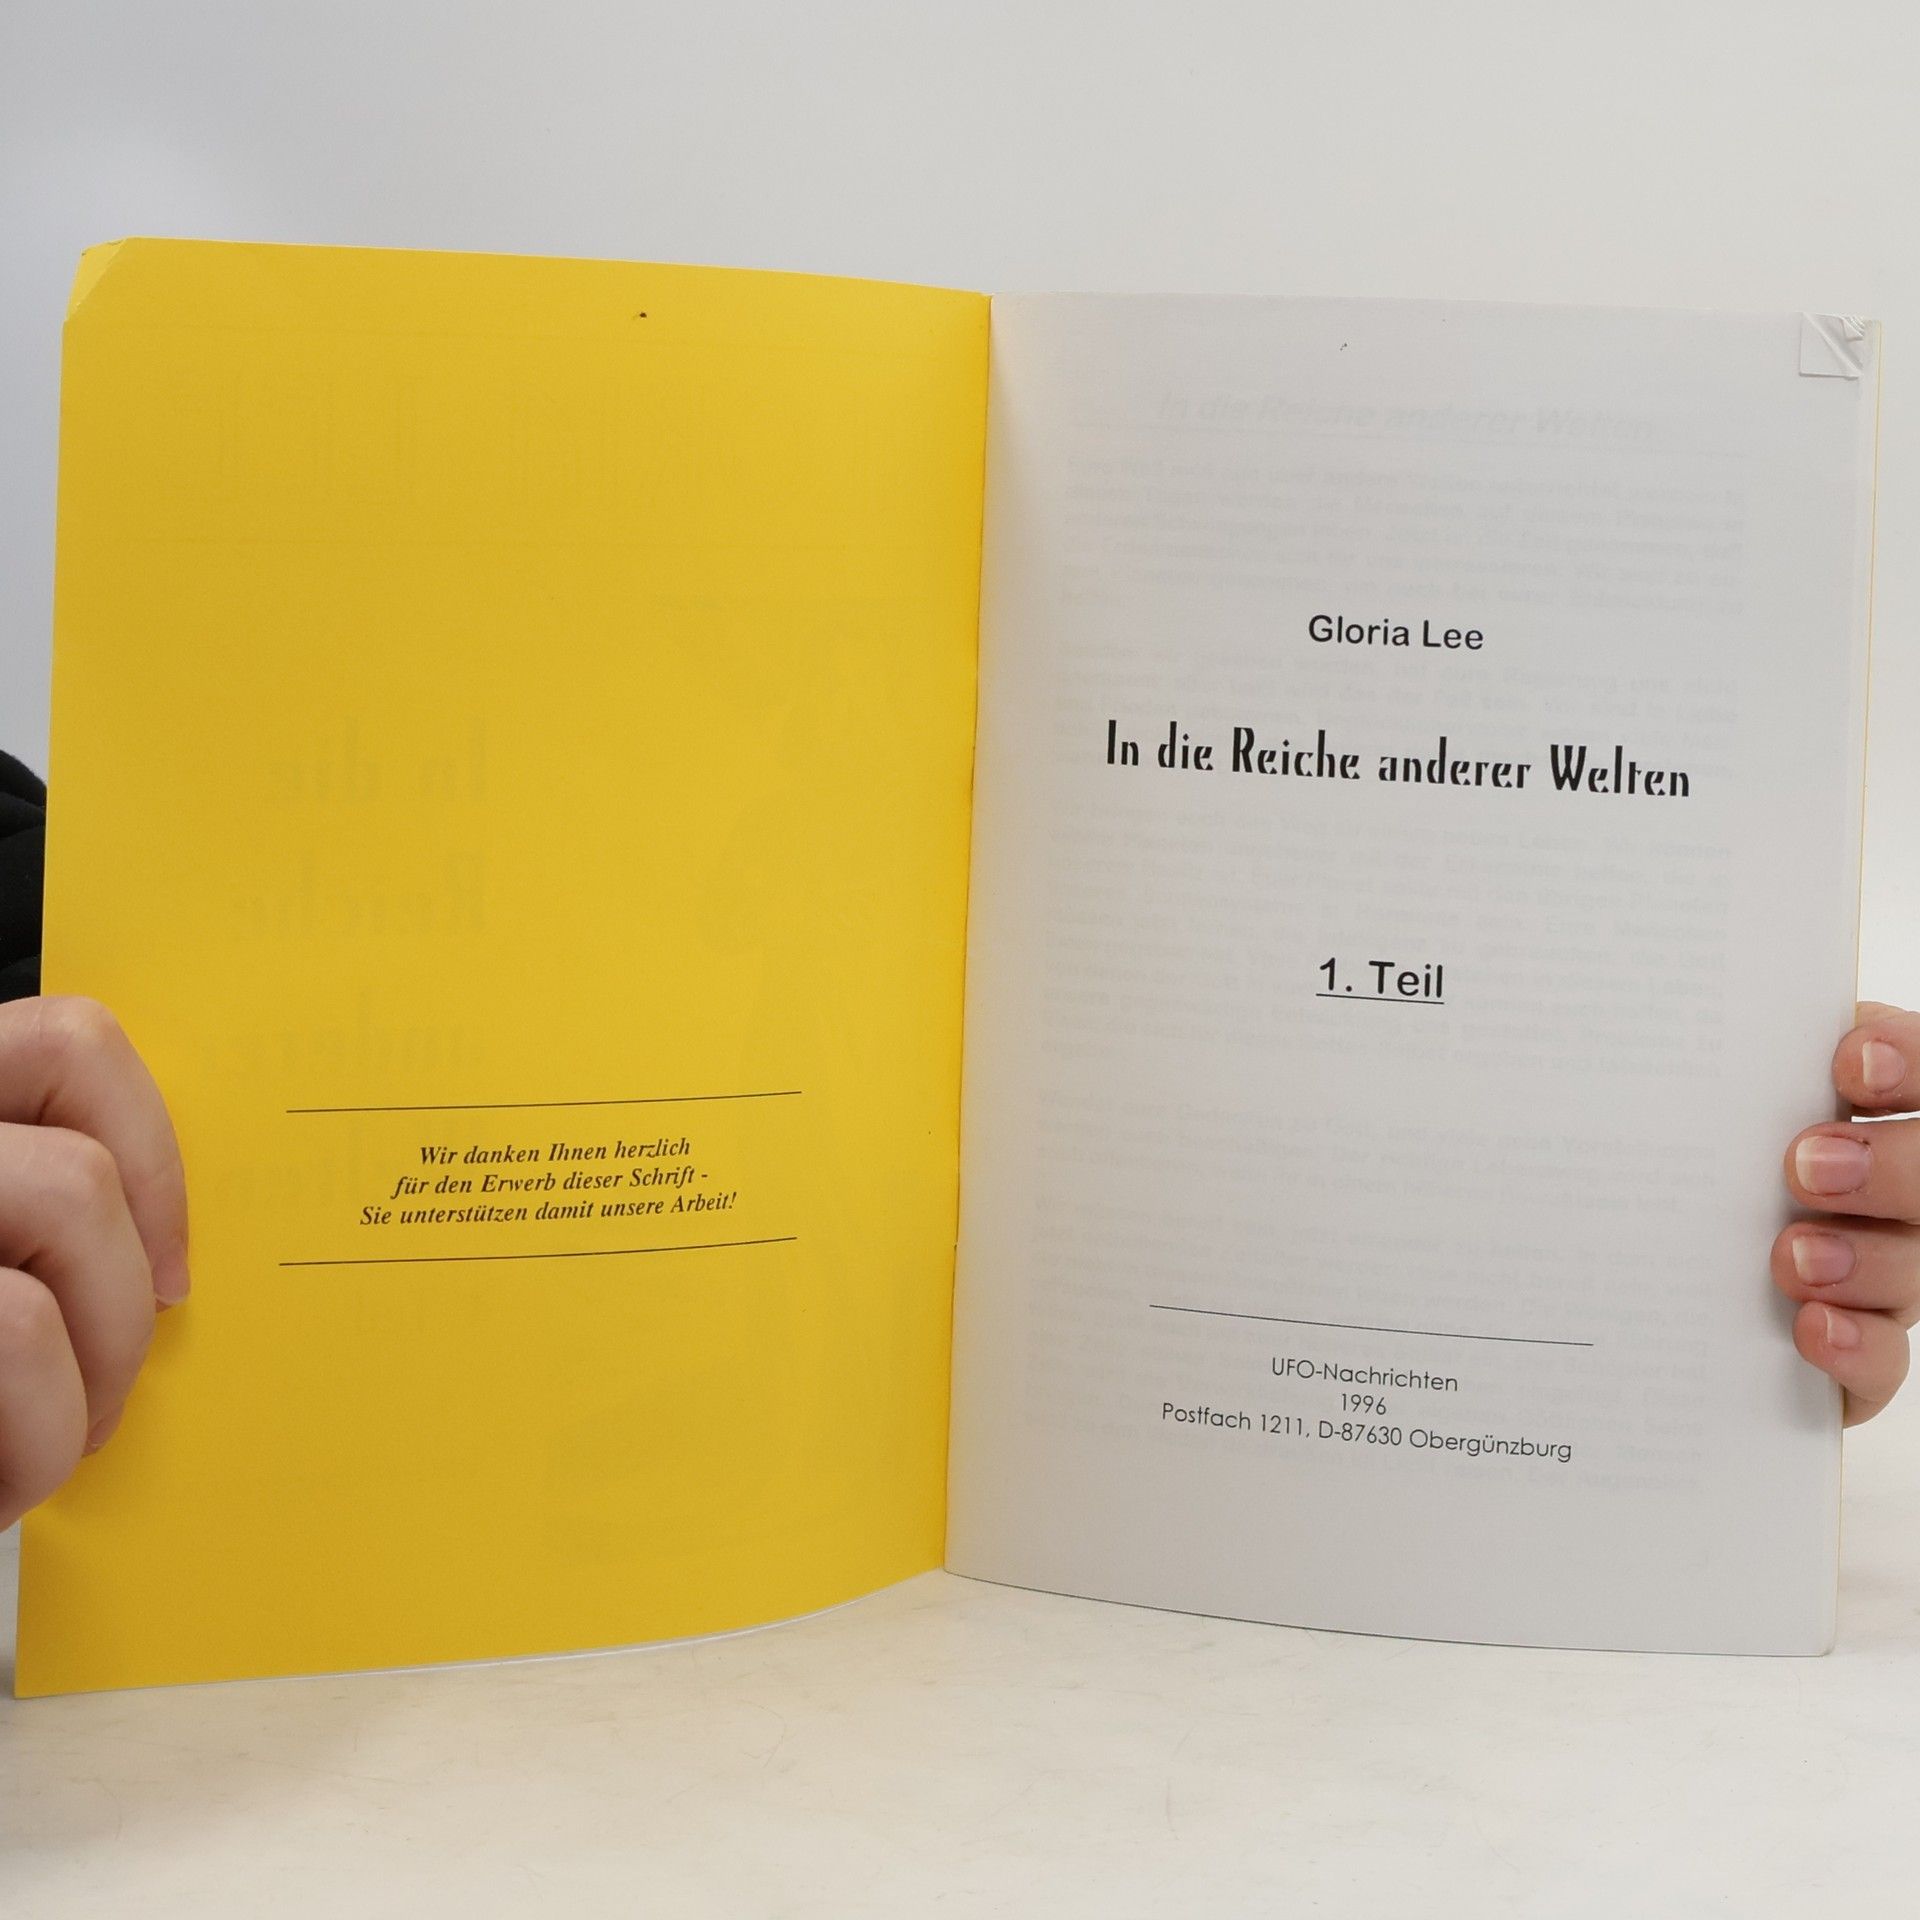 Wir danken Ihnen herzlich
für den Erwerb dieser Schrift -
Sie unterstützen damit unsere Arbeit!
Gloria Lee
In die Reiche anderer Welten
1. Teil
UFO-Nachrichten
1996
Postfach 1211, D-87630 Obergünzburg